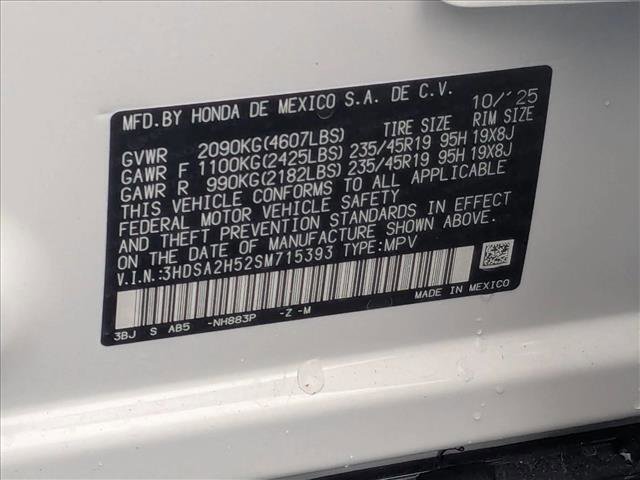 MFD.BY HONDA DE MEXICO S.A. DE C.V. 10/'25
TIRE SIZE RIM SIZE
GVWR 2090KG(4607LBS)
GAWR F 1100KG(2425LBS) 235/45R19 95H 19X8J
GAWR R 990KG(2182LBS) 235/45R19 95H 19X8J
THIS VEHICLE CONFORMS TO ALL APPLICABLE
FEDERAL MOTOR VEHICLE SAFETY
AND THEFT PREVENTION STANDARDS IN EFFECT
ON THE DATE OF MANUFACTURE SHOWN ABOVE.
V.I.N.:3HDSA2H52SM715393 TYPE:MPV
MADE IN MEXICO
3BJ S AB5 -NH883P -Z -M